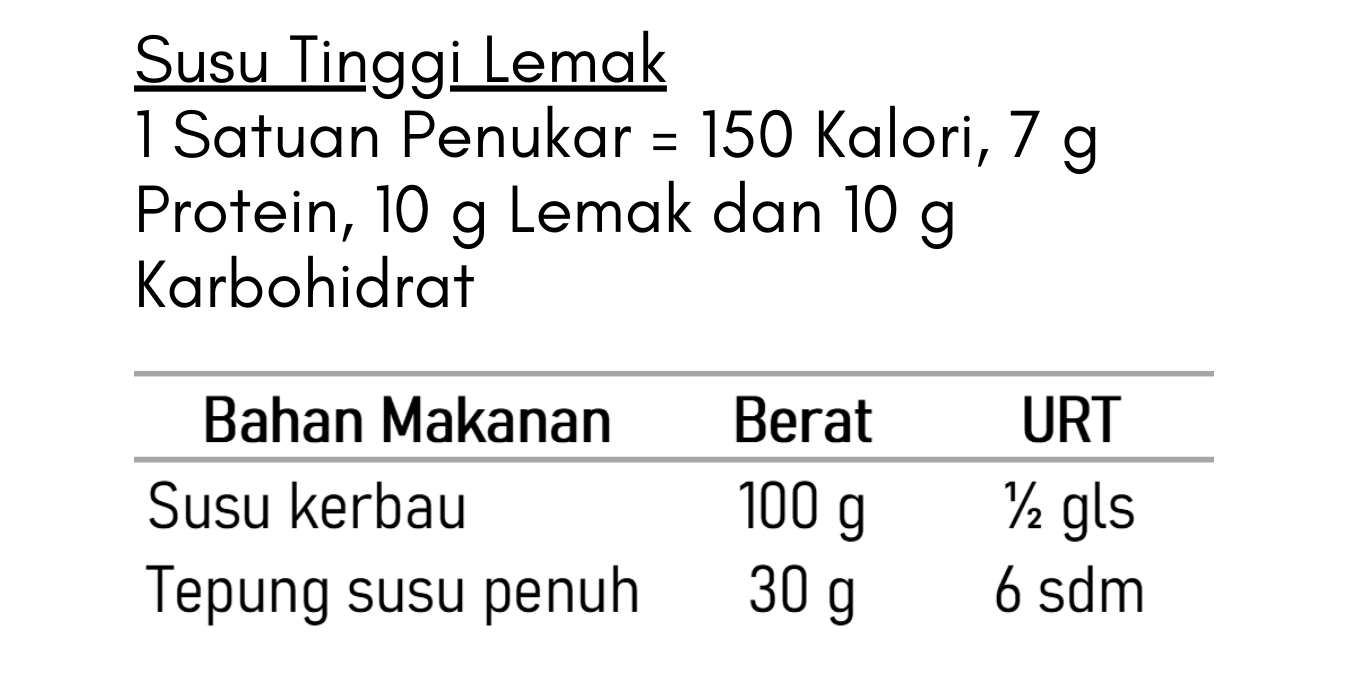 Susu Tinggi Lemak
1 Satuan Penukar = 150 Kalori, 7 g
Protein, 10 g Lemak dan 10 g
Karbohidrat
Bahan Makanan Berat URT
Susu kerbau 100 g ½ gls
Tepung susu penuh 30 g 6 sdm